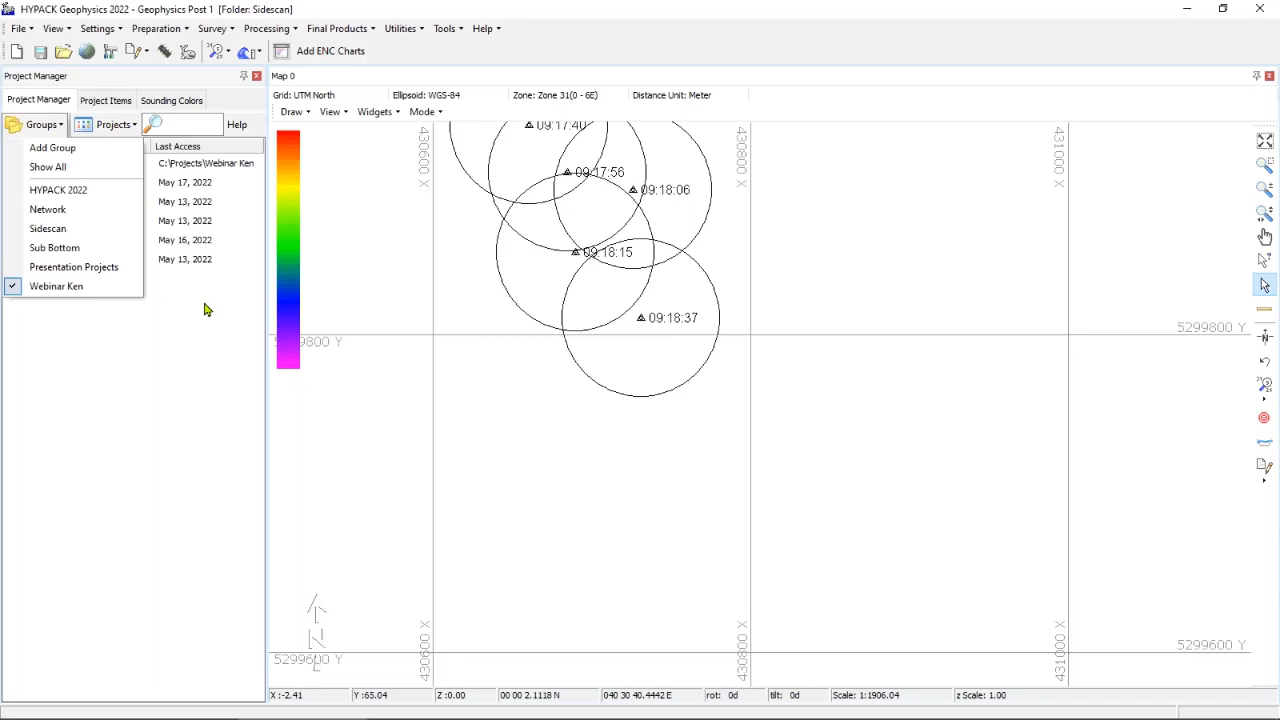 HYPACK Geophysics 2022 - Geophysics Post 1 [Folder: Sidescan]
File View Settings Preparation Survey Processing Final Products Utilities Tools Help
Add ENC Charts
Project Manager
Map 0
Project Manager Project Items Sounding Colors
Grid: UTM North Ellipsoid: WGS-84 Zone: Zone 31(0 - 6E) Distance Unit: Meter
Draw View Widgets Mode
Groups Projects Help
Last Access
Add Group
Show All
HYPACK 2022
Network
Sidescan
Sub Bottom
Presentation Projects
Webinar Ken
C:\Projects\Webinar Ken
May 17, 2022
May 13, 2022
May 13, 2022
May 16, 2022
May 13, 2022
430600 X
430800 X
431000 X
09:17:40
09:17:56
09:18:06
09:18:15
09:18:37
5299800 Y
5299800 Y
430600 X
430800 X
431000 X
5299600 Y
5299600 Y
N
X :-2.41 Y :65.04 Z :0.00 00 00 2.1118 N 040 30 40.4442 E rot: 0d tilt: 0d Scale: 1:1906.04 z Scale: 1.00